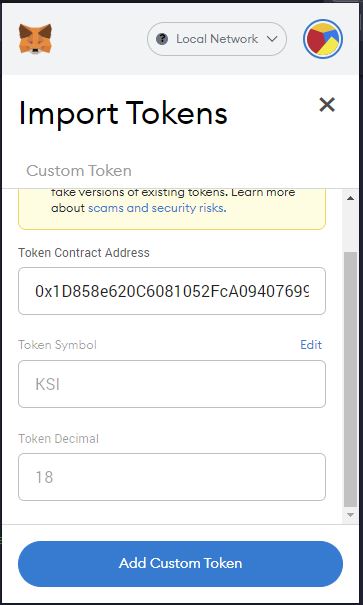 Local Network
Import Tokens
Custom Token
fake versions of existing tokens. Learn more
about scams and security risks.
Token Contract Address
0x1D858e620C6081052FcA09407699
Token Symbol
Edit
KSI
Token Decimal
18
Add Custom Token